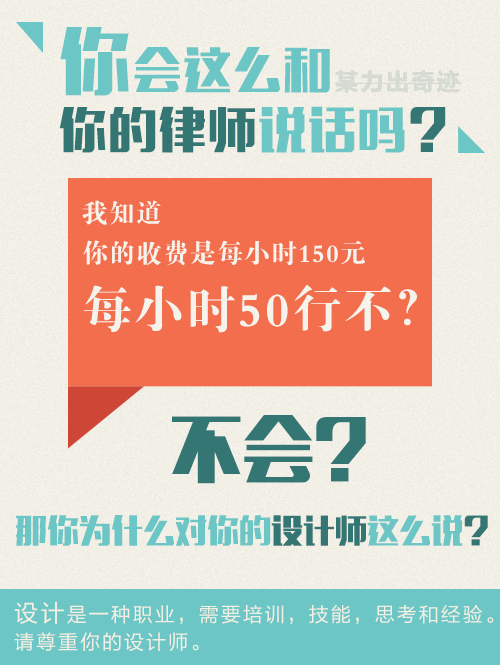 你会这么和
某力出奇迹
你的律师说话吗？
我知道
你的收费是每小时150元
每小时50行不？
不会？
那你为什么对你的设计师这么说？
设计是一种职业，需要培训，技能，思考和经验。
请尊重你的设计师。